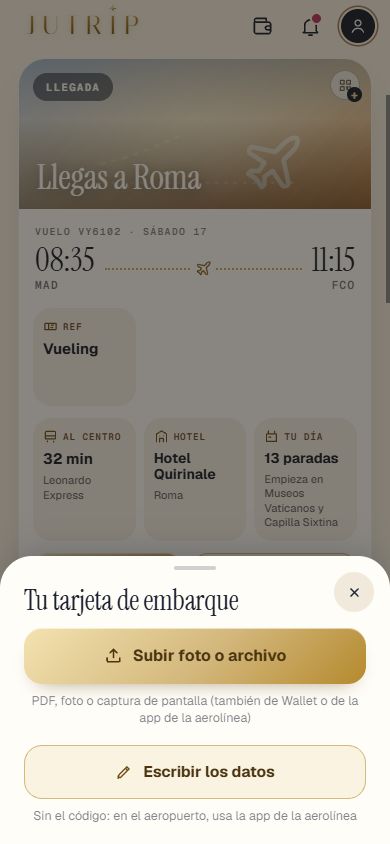 JUTRIP
LLEGADA
Llegas a Roma
VUELO VY6102 · SÁBADO 17
08:35
11:15
MAD
FCO
REF
Vueling
AL CENTRO
32 min
Leonardo
Express
HOTEL
Hotel
Quirinale
Roma
TU DÍA
13 paradas
Empieza en
Museos
Vaticanos y
Capilla Sixtina
Tu tarjeta de embarque
Subir foto o archivo
PDF, foto o captura de pantalla (también de Wallet o de la
app de la aerolínea)
Escribir los datos
Sin el código: en el aeropuerto, usa la app de la aerolínea